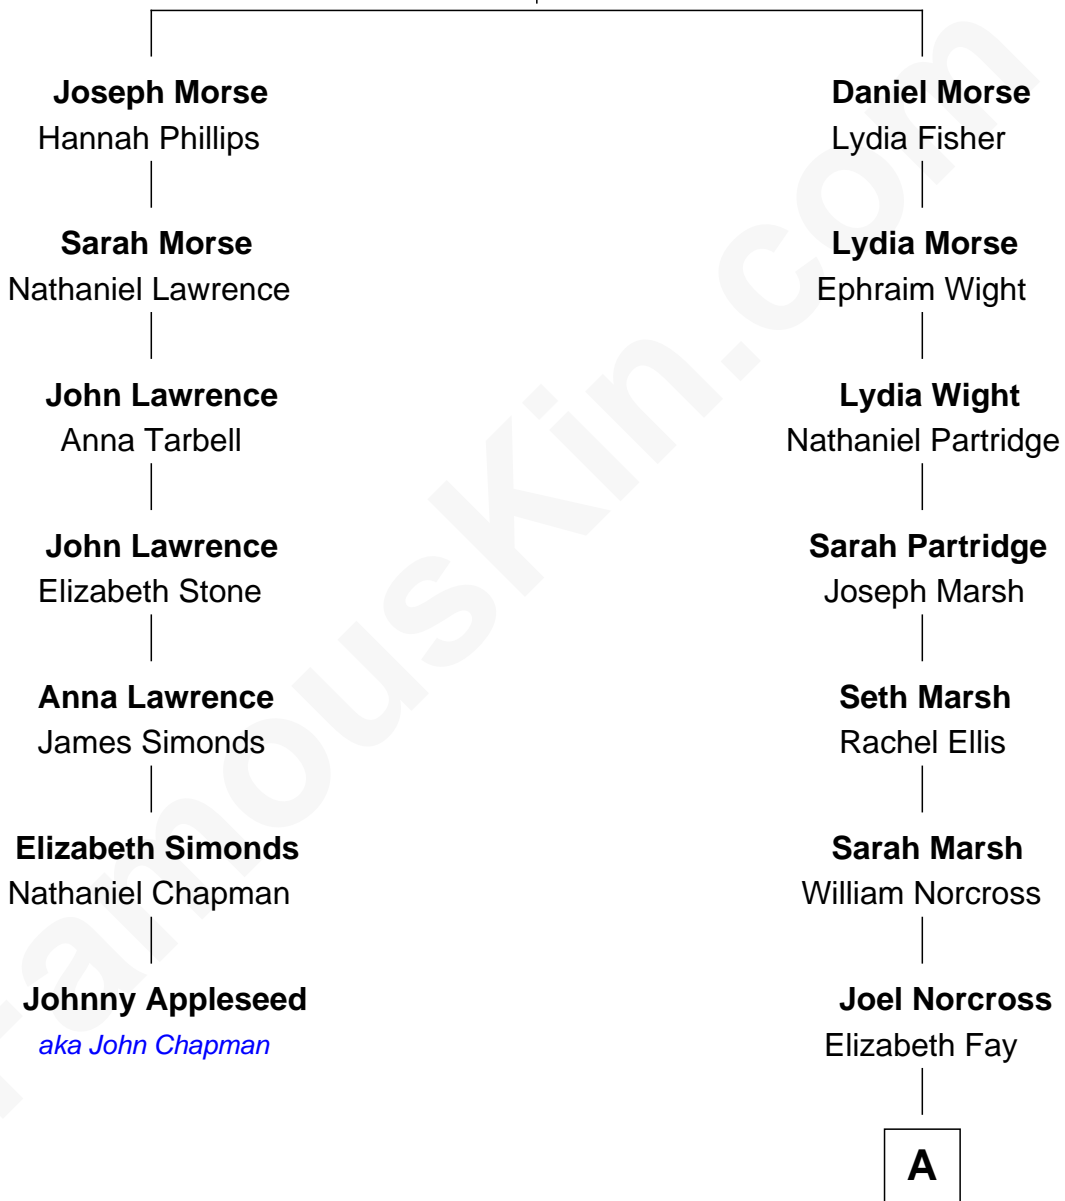 Joseph Morse
Hannah Phillips
Sarah Morse
Nathaniel Lawrence
John Lawrence
Anna Tarbell
John Lawrence
Elizabeth Stone
Anna Lawrence
James Simonds
Elizabeth Simonds
Nathaniel Chapman
Johnny Appleseed
aka John Chapman
Daniel Morse
Lydia Fisher
Lydia Morse
Ephraim Wight
Lydia Wight
Nathaniel Partridge
Sarah Partridge
Joseph Marsh
Seth Marsh
Rachel Ellis
Sarah Marsh
William Norcross
Joel Norcross
Elizabeth Fay
A
FamousKin.com